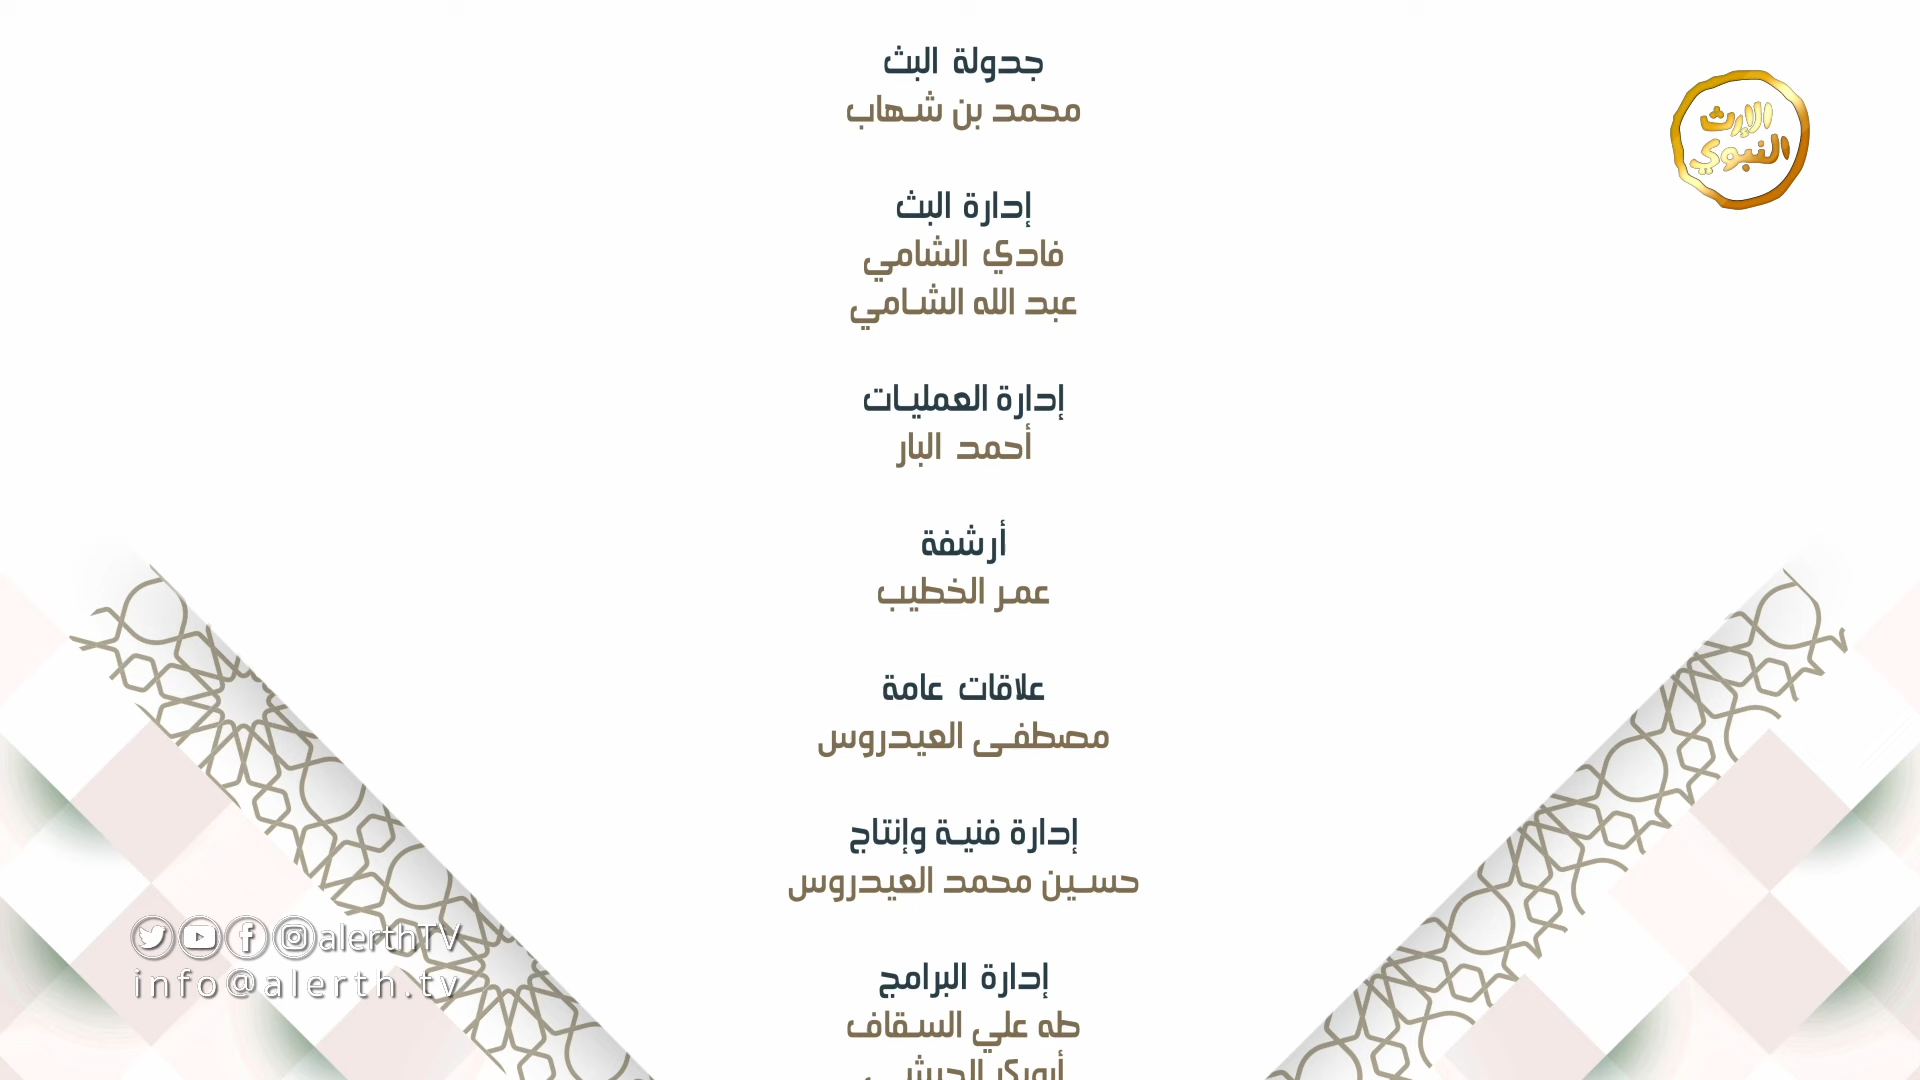 جدولة البث
محمد بن شهاب
إدارة البث
فادي الشامي
عبد الله الشامي
إدارة العمليات
أحمد البار
أرشفة
عمر الخطيب
علاقات عامة
مصطفى العيدروس
إدارة فنية وإنتاج
حسين محمد العيدروس
إدارة البرامج
طه علي السقاف
الإرث
النبوي
alerthTV
info@alerth.tv